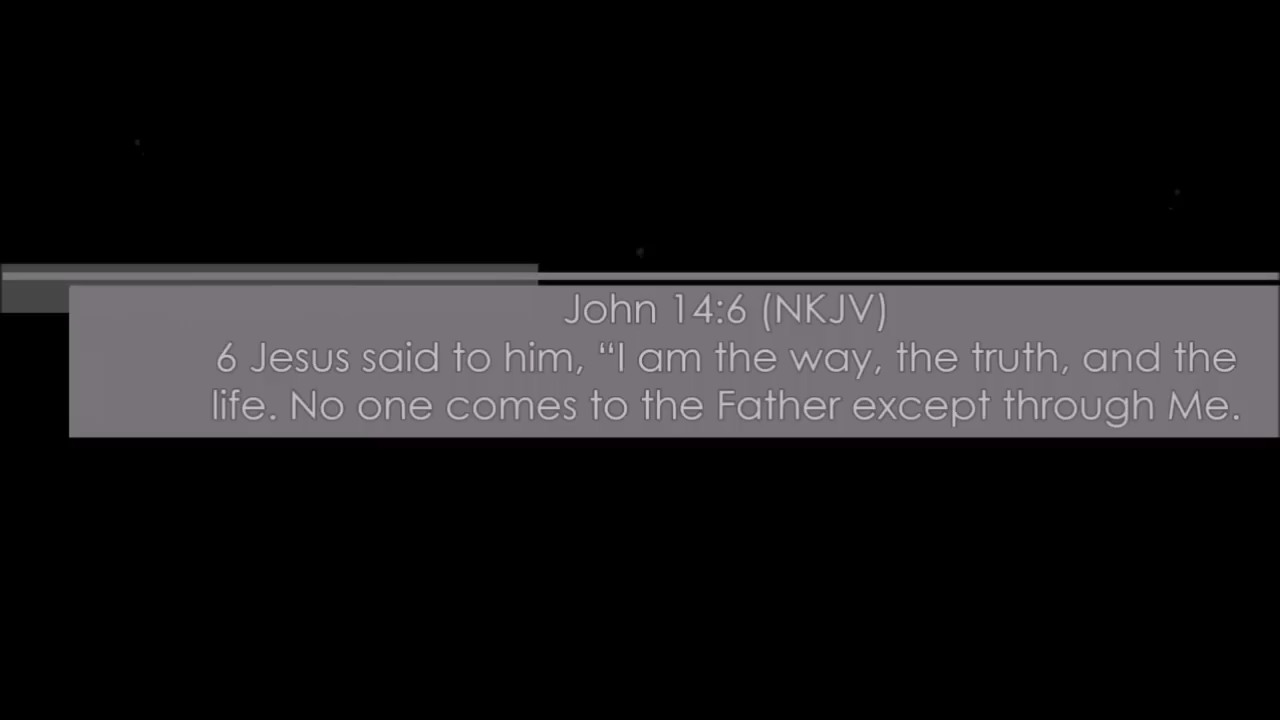 John 14:6 (NKJV)
6 Jesus said to him, “I am the way, the truth, and the
life. No one comes to the Father except through Me.